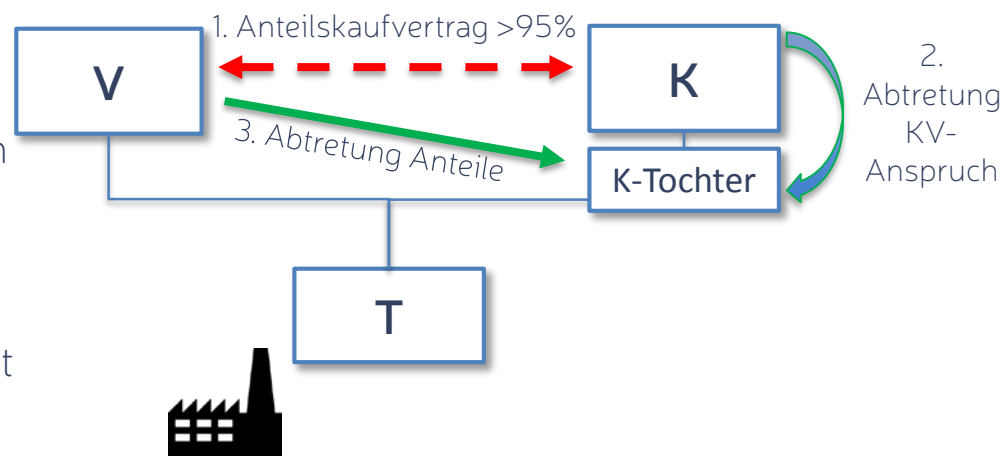 1. Anteilskaufvertrag >95%
V
K
2.
Abtretung
KV-
Anspruch
3. Abtretung Anteile
K-Tochter
n
T
t